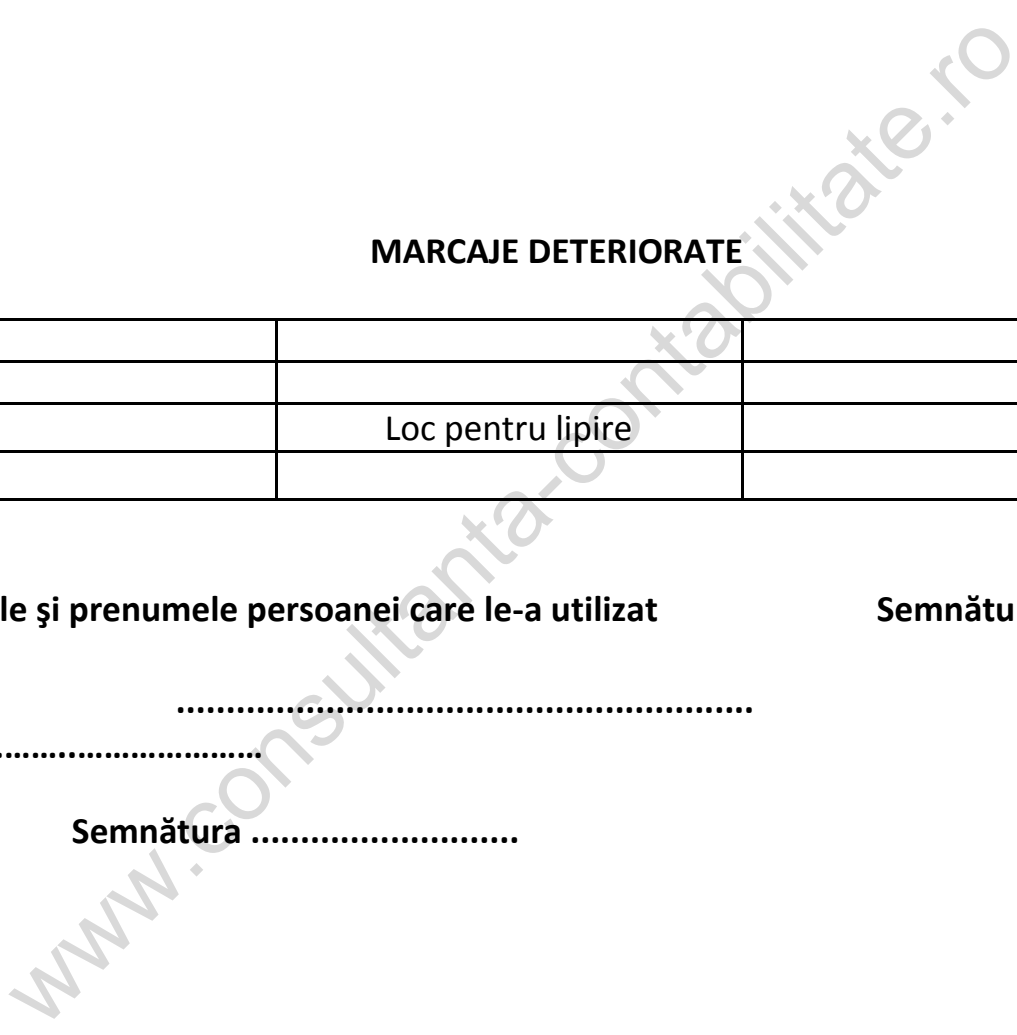 MARCAJE DETERIORATE
Loc pentru lipire
le şi prenumele persoanei care le-a utilizat Semnătu
..........................................................
...........................
Semnătura ...........................
www.consultanta-contabilitate.ro